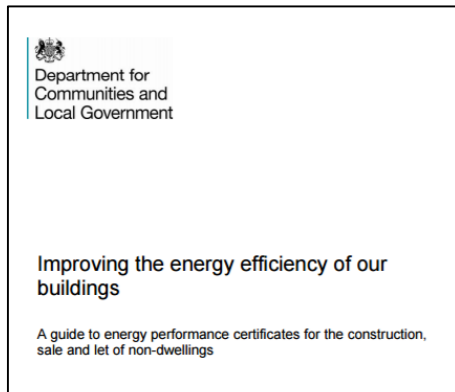 Department for
Communities and
Local Government
Improving the energy efficiency of our
buildings
A guide to energy performance certificates for the construction,
sale and let of non-dwellings